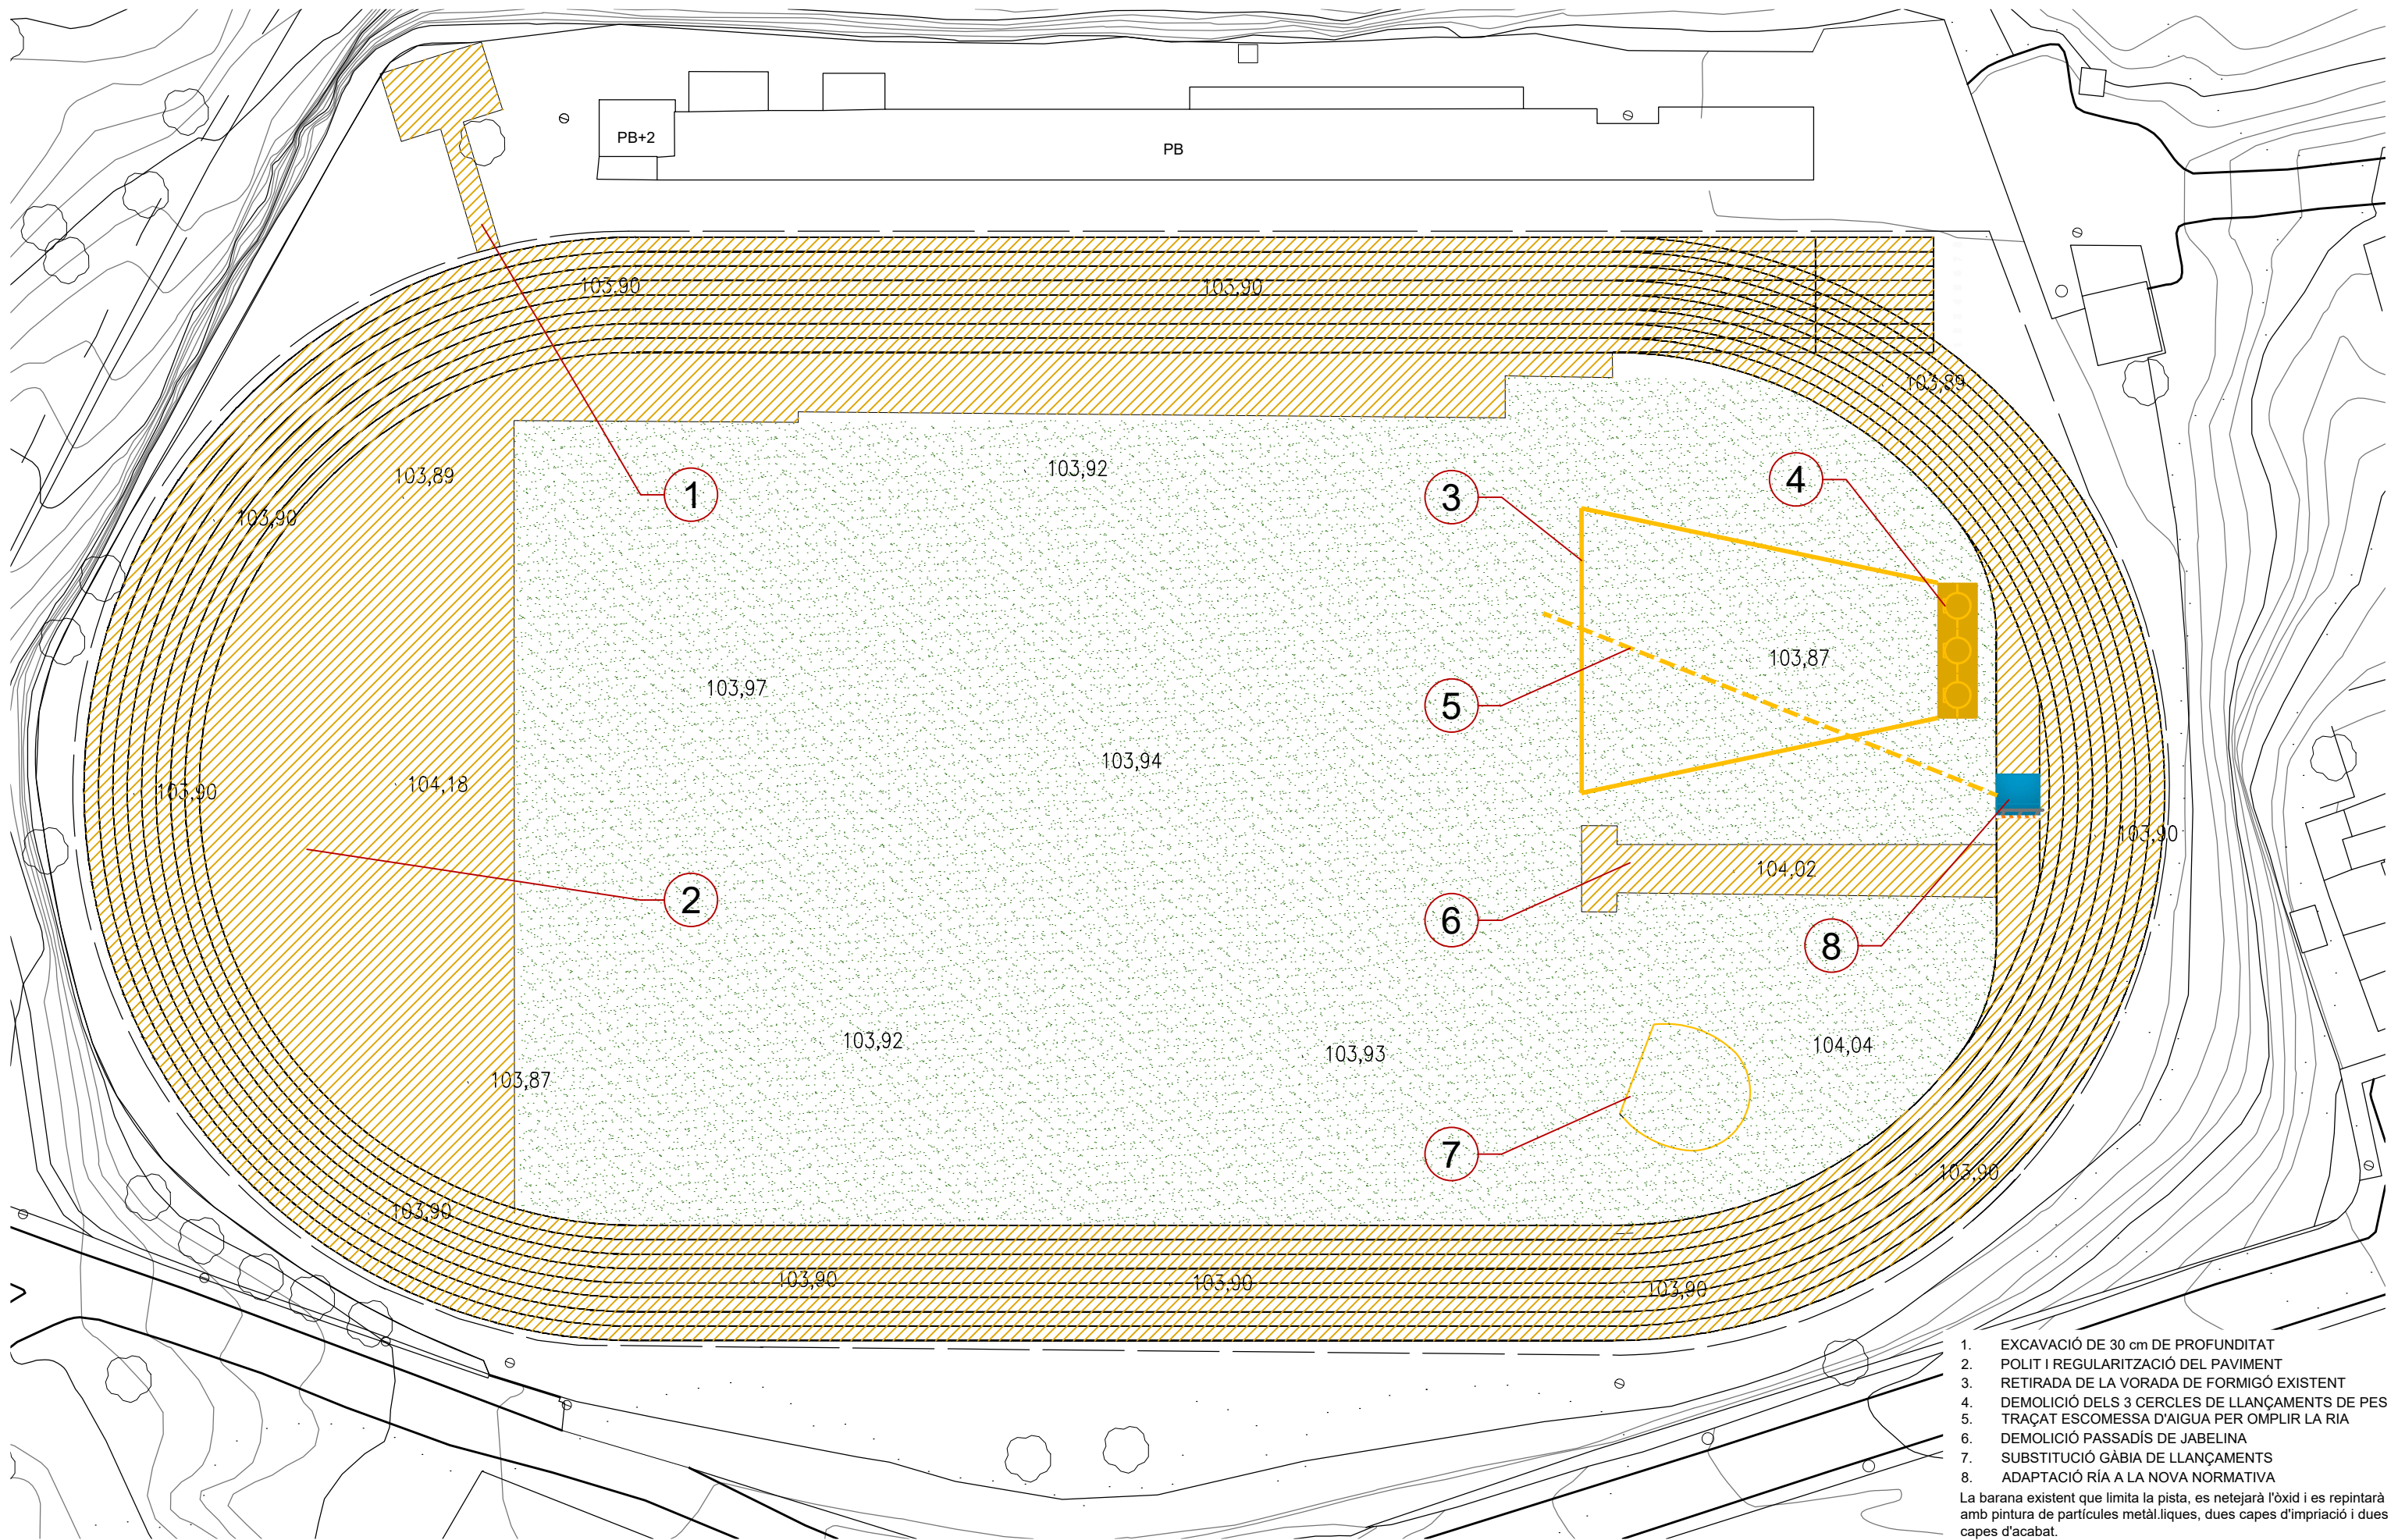 PB+2
PB
103,90
103,90
103,89
103,92
103,89
1
3
4
103,90
103,87
103,97
5
103,94
104,18
103,90
103,90
104,02
2
6
8
103,92
103,93
104,04
103,87
7
103,90
103,90
103,90
103,90
103,90
1. EXCAVACIÓ DE 30 cm DE PROFUNDITAT
2. POLIT I REGULARITZACIÓ DEL PAVIMENT
3. RETIRADA DE LA VORADA DE FORMIGÓ EXISTENT
4. DEMOLICIÓ DELS 3 CERCLES DE LLANÇAMENTS DE PES
5. TRAÇAT ESCOMESSA D'AIGUA PER OMPLIR LA RIA
6. DEMOLICIÓ PASSADÍS DE JABELINA
7. SUBSTITUCIÓ GÀBIA DE LLANÇAMENTS
8. ADAPTACIÓ RÍA A LA NOVA NORMATIVA
La barana existent que limita la pista, es netejarà l'òxid i es repintarà
amb pintura de partícules metàl.liques, dues capes d'impriació i dues
capes d'acabat.